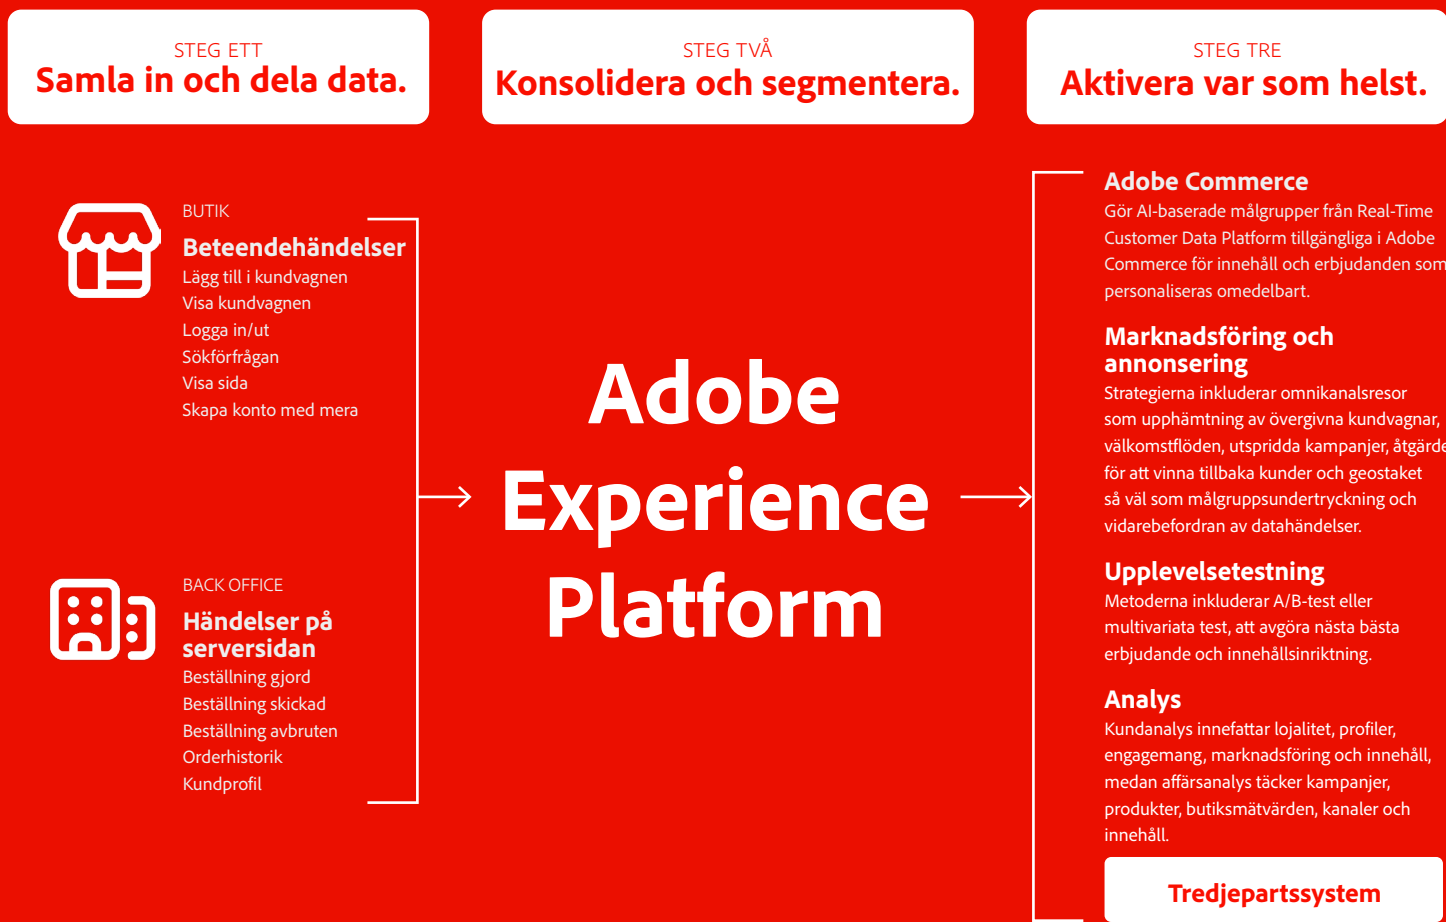 STEG ETT
Samla in och dela data.
STEG TVÅ
Konsolidera och segmentera.
STEG TRE
Aktivera var som helst.
BUTIK
Beteendehändelser
Lägg till i kundvagnen
Visa kundvagnen
Logga in/ut
Sökförfrågan
Visa sida
Skapa konto med mera
BACK OFFICE
Händelser på
serversidan
Beställning gjord
Beställning skickad
Beställning avbruten
Orderhistorik
Kundprofil
Adobe
Experience
Platform
Adobe Commerce
Gör AI-baserade målgrupper från Real-Time
Customer Data Platform tillgängliga i Adobe
Commerce för innehåll och erbjudanden som
personaliseras omedelbart.
Marknadsföring och
annonsering
Strategierna inkluderar omnikanalsresor
som upphämtning av övergivna kundvagnar,
välkomstflöden, utspridda kampanjer, åtgärde
för att vinna tillbaka kunder och geostaket
så väl som målgruppsundertryckning och
vidarebefordran av datahändelser.
Upplevelsetestning
Metoderna inkluderar A/B-test eller
multivariata test, att avgöra nästa bästa
erbjudande och innehållsinriktning.
Analys
Kundanalys innefattar lojalitet, profiler,
engagemang, marknadsföring och innehåll,
medan affärsanalys täcker kampanjer,
produkter, butiksmätvärden, kanaler och
innehåll.
Tredjepartssystem